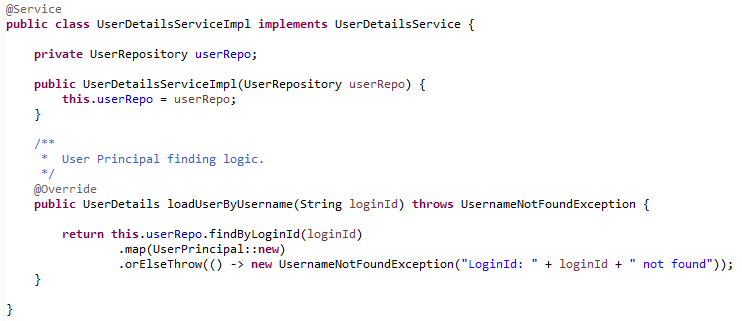 @Service
public class UserDetailsServiceImpl implements UserDetailsService {
private UserRepository userRepo;
public UserDetailsServiceImpl(UserRepository userRepo) {
this.userRepo = userRepo;
}
/**
* User Principal finding logic.
*/
@Override
public UserDetails loadUserByUsername(String loginId) throws UsernameNotFoundException {
return this.userRepo.findByLoginId(loginId)
.map(UserPrincipal::new)
.orElseThrow(() -> new UsernameNotFoundException("LoginId: " + loginId + " not found"));
}
}